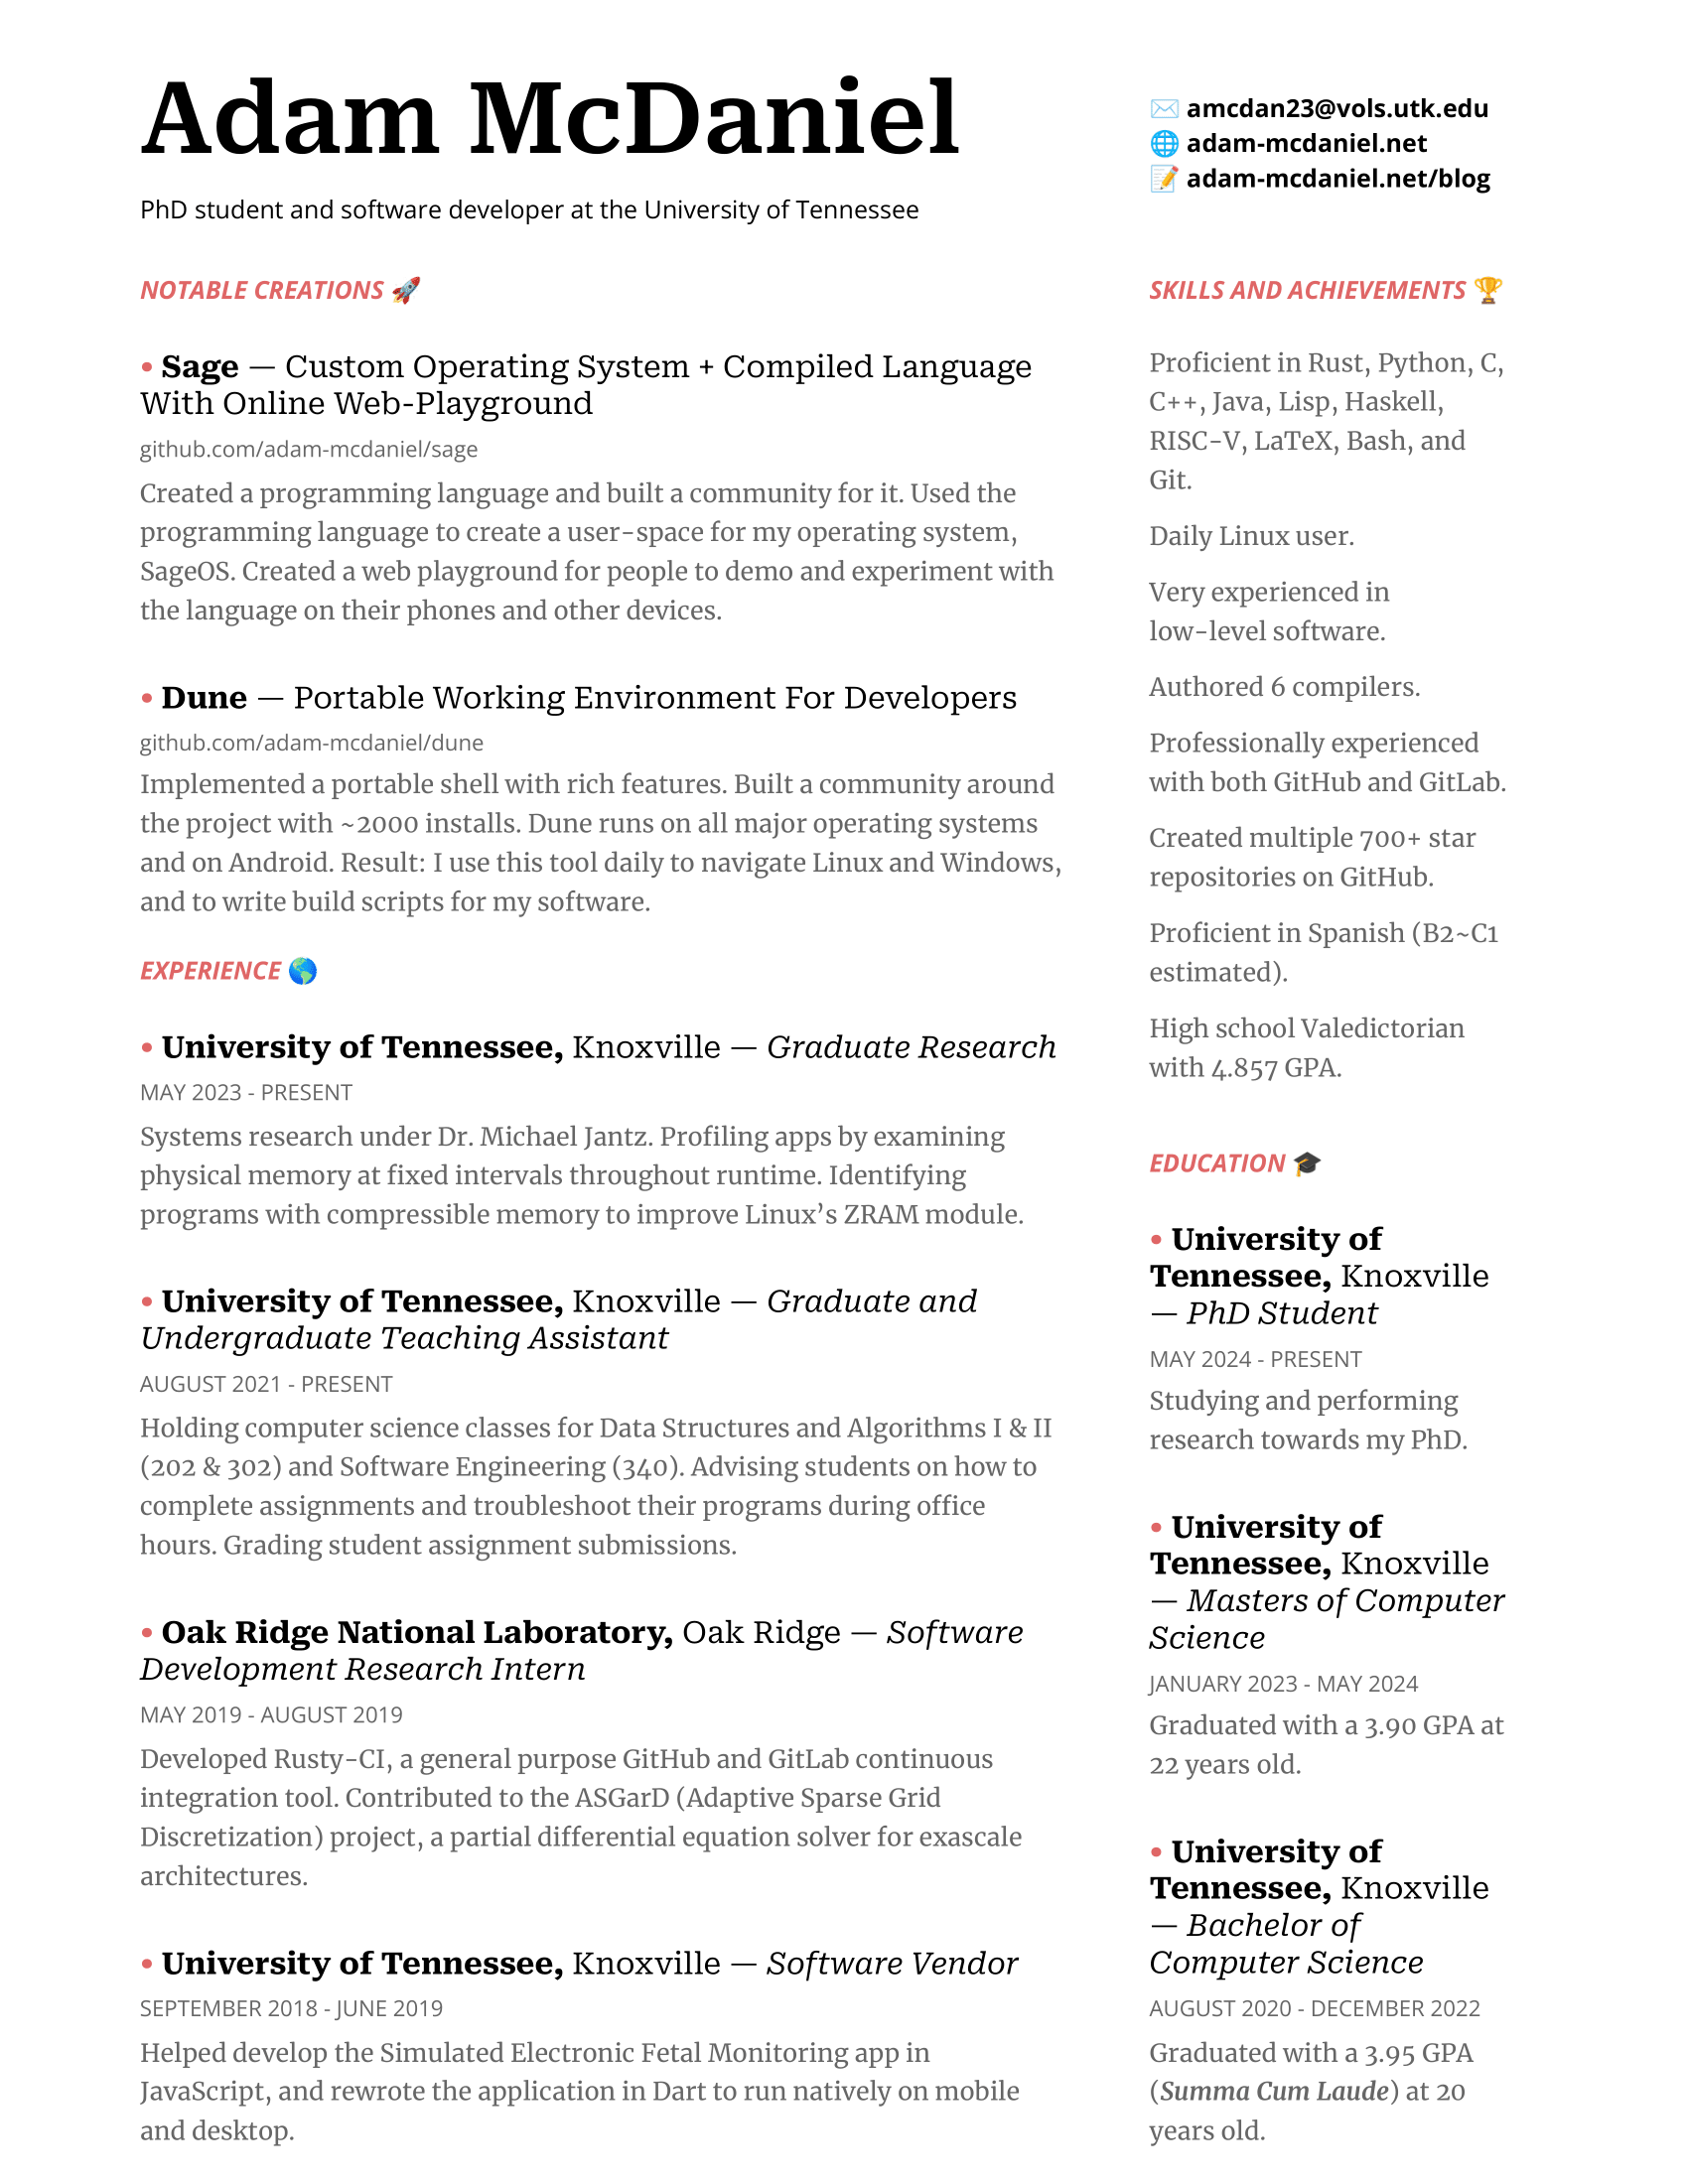 Adam McDaniel
PhD student and software developer at the University of Tennessee
✉️ amcdan23@vols.utk.edu
🌐 adam-mcdaniel.net
📝 adam-mcdaniel.net/blog
NOTABLE CREATIONS 🚀
• Sage — Custom Operating System + Compiled Language
With Online Web-Playground
github.com/adam-mcdaniel/sage
Created a programming language and built a community for it. Used the
programming language to create a user-space for my operating system,
SageOS. Created a web playground for people to demo and experiment with
the language on their phones and other devices.
• Dune — Portable Working Environment For Developers
github.com/adam-mcdaniel/dune
Implemented a portable shell with rich features. Built a community around
the project with ~2000 installs. Dune runs on all major operating systems
and on Android. Result: I use this tool daily to navigate Linux and Windows,
and to write build scripts for my software.
EXPERIENCE 🌎
• University of Tennessee, Knoxville — Graduate Research
MAY 2023 - PRESENT
Systems research under Dr. Michael Jantz. Profiling apps by examining
physical memory at fixed intervals throughout runtime. Identifying
programs with compressible memory to improve Linux’s ZRAM module.
• University of Tennessee, Knoxville — Graduate and
Undergraduate Teaching Assistant
AUGUST 2021 - PRESENT
Holding computer science classes for Data Structures and Algorithms I & II
(202 & 302) and Software Engineering (340). Advising students on how to
complete assignments and troubleshoot their programs during office
hours. Grading student assignment submissions.
• Oak Ridge National Laboratory, Oak Ridge — Software
Development Research Intern
MAY 2019 - AUGUST 2019
Developed Rusty-CI, a general purpose GitHub and GitLab continuous
integration tool. Contributed to the ASGarD (Adaptive Sparse Grid
Discretization) project, a partial differential equation solver for exascale
architectures.
• University of Tennessee, Knoxville — Software Vendor
SEPTEMBER 2018 - JUNE 2019
Helped develop the Simulated Electronic Fetal Monitoring app in
JavaScript, and rewrote the application in Dart to run natively on mobile
and desktop.
SKILLS AND ACHIEVEMENTS 🏆
Proficient in Rust, Python, C,
C++, Java, Lisp, Haskell,
RISC-V, LaTeX, Bash, and
Git.
Daily Linux user.
Very experienced in
low-level software.
Authored 6 compilers.
Professionally experienced
with both GitHub and GitLab.
Created multiple 700+ star
repositories on GitHub.
Proficient in Spanish (B2~C1
estimated).
High school Valedictorian
with 4.857 GPA.
EDUCATION 🎓
• University of
Tennessee, Knoxville
— PhD Student
MAY 2024 - PRESENT
Studying and performing
research towards my PhD.
• University of
Tennessee, Knoxville
— Masters of Computer
Science
JANUARY 2023 - MAY 2024
Graduated with a 3.90 GPA at
22 years old.
• University of
Tennessee, Knoxville
— Bachelor of
Computer Science
AUGUST 2020 - DECEMBER 2022
Graduated with a 3.95 GPA
(Summa Cum Laude) at 20
years old.